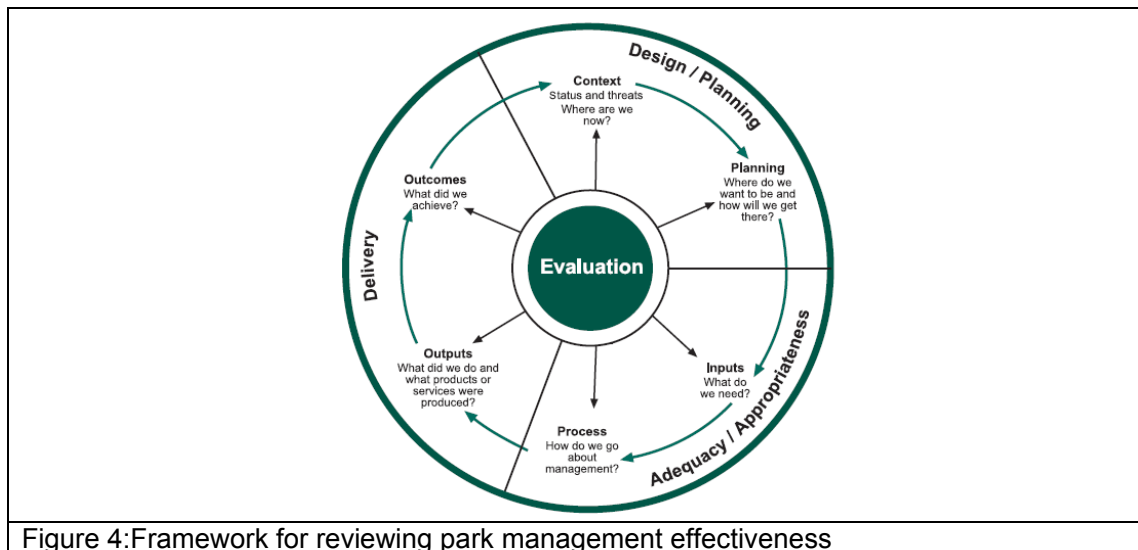 Design / Planning
Context
Status and threats
Where are we
now?
Planning
Where do we
want to be and
how will we get
there?
Outcomes
What did we
achieve?
Delivery
Evaluation
Inputs
What do
we need?
Outputs
What did we do and
what products or
services were
produced?
Process
How do we go
about
management?
Adequacy / Appropriateness
Figure 4:Framework for reviewing park management effectiveness